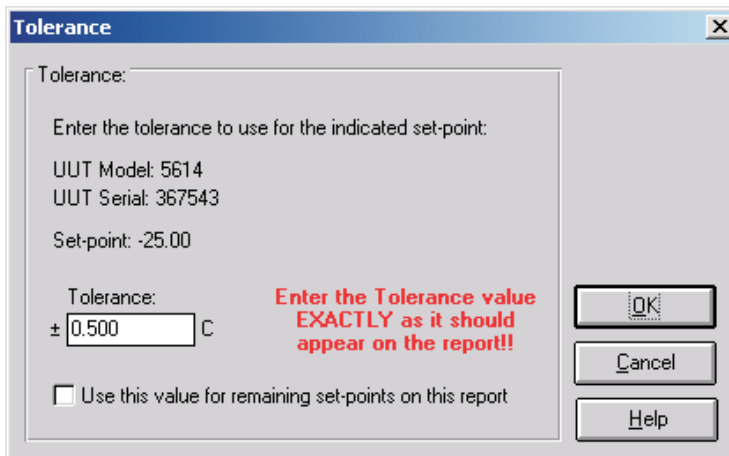 Tolerance
Tolerance:
Enter the tolerance to use for the indicated set-point:
UUT Model: 5614
UUT Serial: 367543
Set-point: -25.00
Tolerance:
± 0.500 C
Enter the Tolerance value
EXACTLY as it should
appear on the report!!
Use this value for remaining set-points on this report
OK
Cancel
Help